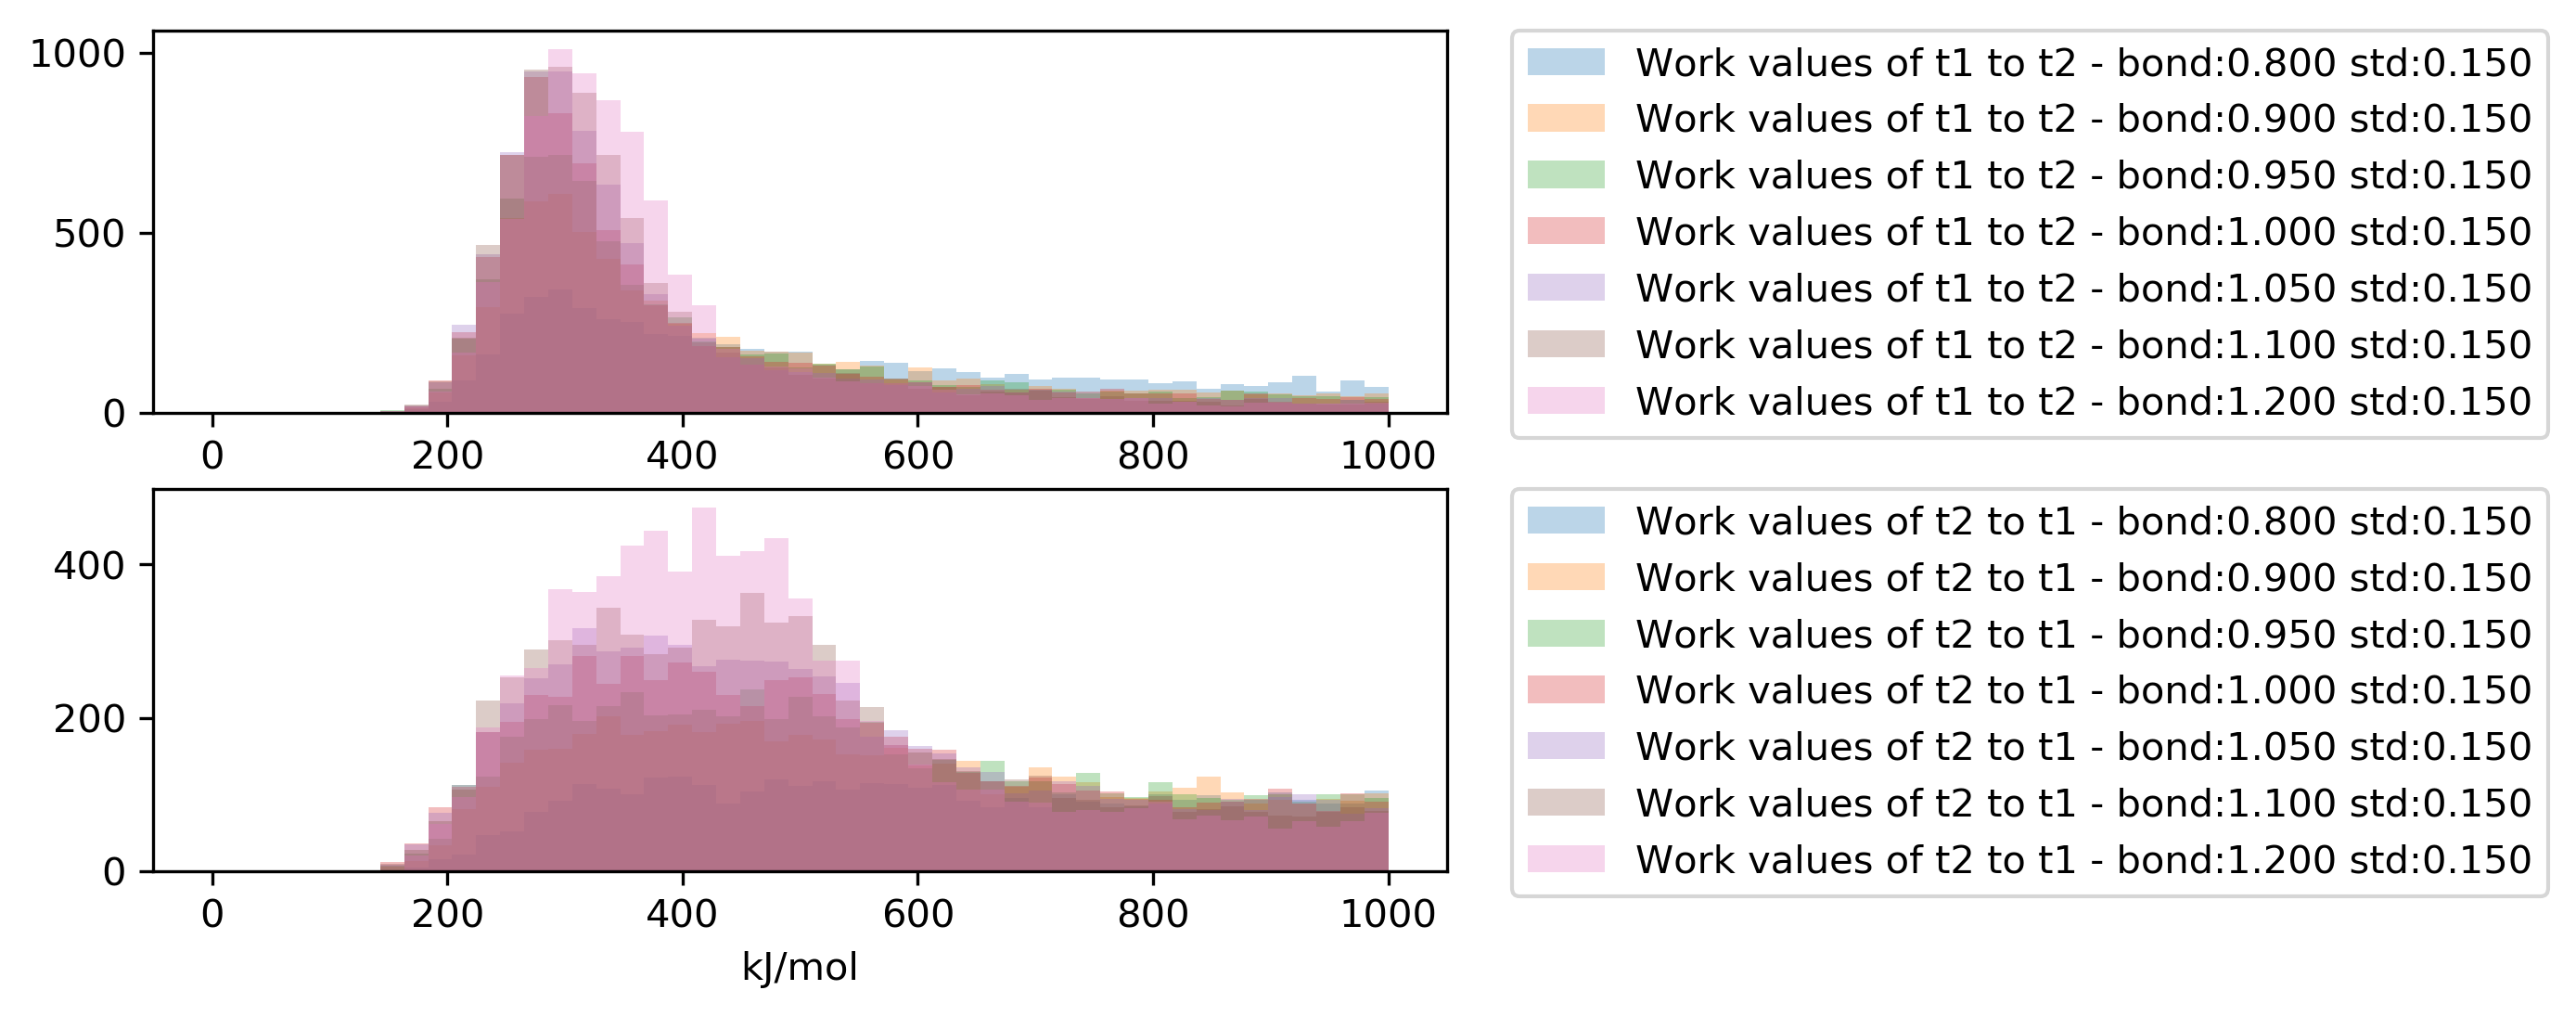 1000
500
0
0 200 400 600 800 1000
Work values of t1 to t2 - bond:0.800 std:0.150
Work values of t1 to t2 - bond:0.900 std:0.150
Work values of t1 to t2 - bond:0.950 std:0.150
Work values of t1 to t2 - bond:1.000 std:0.150
Work values of t1 to t2 - bond:1.050 std:0.150
Work values of t1 to t2 - bond:1.100 std:0.150
Work values of t1 to t2 - bond:1.200 std:0.150
400
200
0
0 200 400 600 800 1000
kJ/mol
Work values of t2 to t1 - bond:0.800 std:0.150
Work values of t2 to t1 - bond:0.900 std:0.150
Work values of t2 to t1 - bond:0.950 std:0.150
Work values of t2 to t1 - bond:1.000 std:0.150
Work values of t2 to t1 - bond:1.050 std:0.150
Work values of t2 to t1 - bond:1.100 std:0.150
Work values of t2 to t1 - bond:1.200 std:0.150